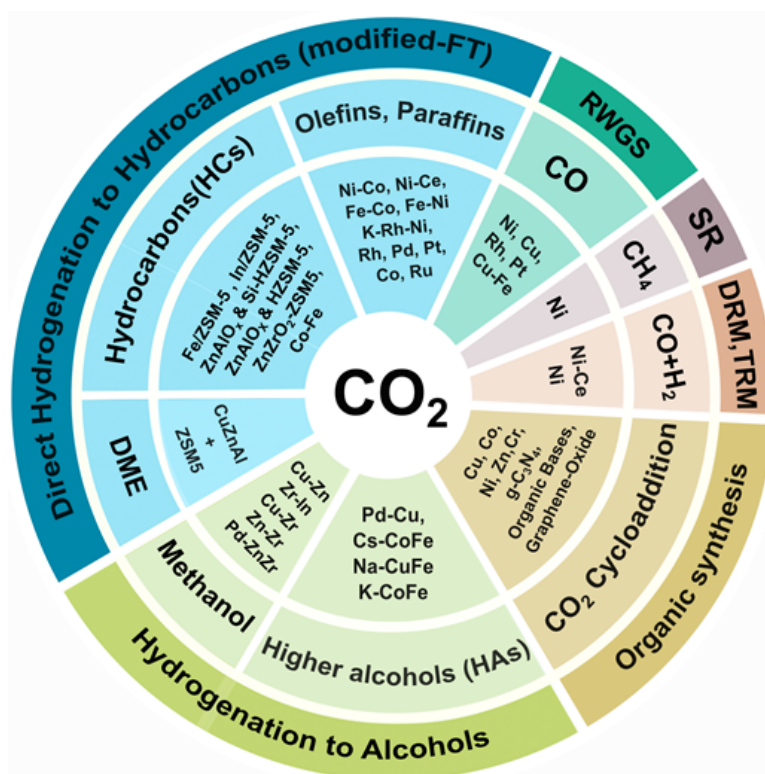 Direct Hydrogenation to Hydrocarbons (modified-FT)
Hydrocarbons(HCs)
Fe/ZSM-5 , In/ZSM-5,
ZnAlOₓ & Si-HZSM-5,
ZnAlOₓ & HZSM-5,
ZnZrO₂-ZSM5,
Co-Fe
Olefins, Paraffins
Ni-Co, Ni-Ce,
Fe-Co, Fe-Ni
K-Rh-Ni,
Rh, Pd, Pt,
Co, Ru
RWGS
CO
Ni, Cu,
Rh, Pt
Cu-Fe
SR
CH₄
Ni
DRM,TRM
CO+H₂
Ni-Ce
Ni
Organic synthesis
CO₂ Cycloaddition
Cu, Co,
Ni, Zn,Cr,
g-C₃N₄,
Organic Bases,
Graphene-Oxide
Hydrogenation to Alcohols
Higher alcohols (HAs)
Pd-Cu,
Cs-CoFe
Na-CuFe
K-CoFe
Methanol
Cu-Zn
Zr-In
Cu-Zr
Zn-Zr
Pd-ZnZr
DME
CuZnAl
+
ZSM5
CO₂